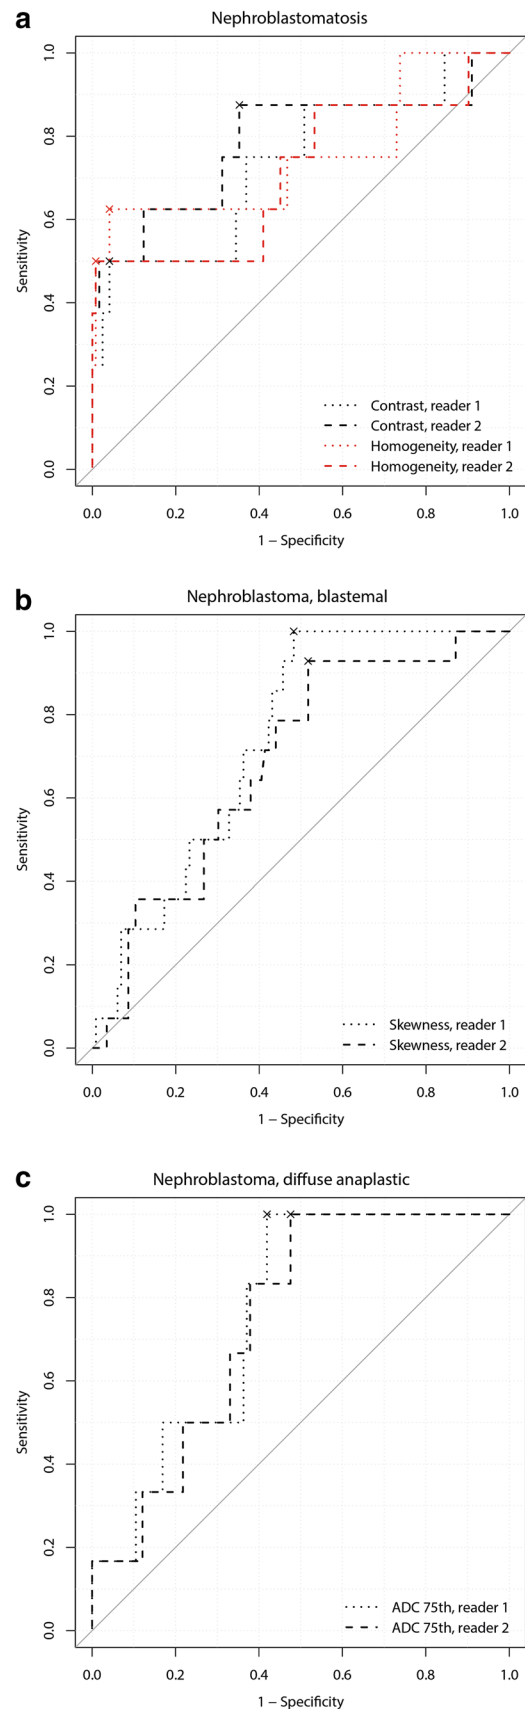 a
Nephroblastomatosis
1.0
0.8
0.6
0.4
0.2
0.0
Sensitivity
Contrast, reader 1
Contrast, reader 2
Homogeneity, reader 1
Homogeneity, reader 2
0.0 0.2 0.4 0.6 0.8 1.0
1 – Specificity
b
Nephroblastoma, blastemal
1.0
0.8
0.6
0.4
0.2
0.0
Sensitivity
Skewness, reader 1
Skewness, reader 2
0.0 0.2 0.4 0.6 0.8 1.0
1 – Specificity
c
Nephroblastoma, diffuse anaplastic
1.0
0.8
0.6
0.4
0.2
0.0
Sensitivity
ADC 75th, reader 1
ADC 75th, reader 2
0.0 0.2 0.4 0.6 0.8 1.0
1 – Specificity